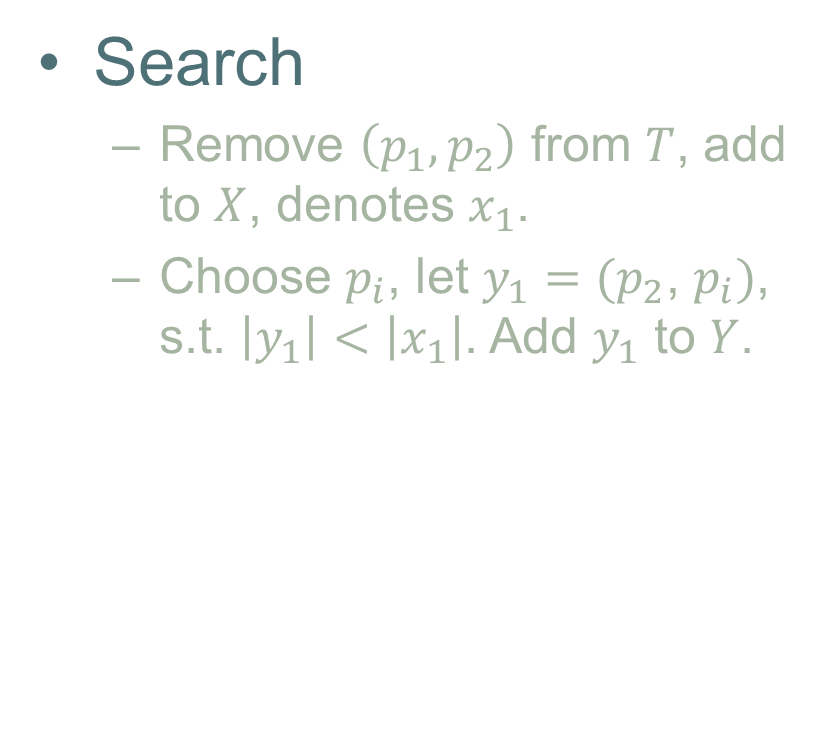 • Search
– Remove (p₁, p₂) from T, add
to X, denotes x₁.
– Choose pᵢ, let y₁ = (p₂, pᵢ),
s.t. |y₁| < |x₁|. Add y₁ to Y.